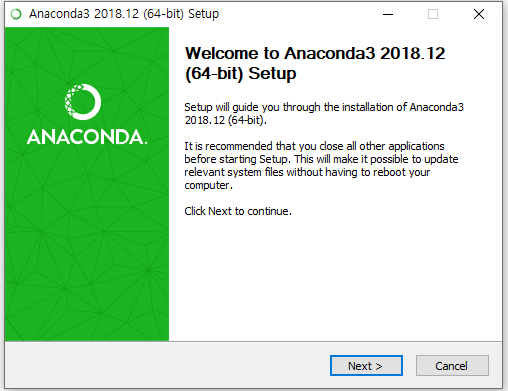 Anaconda3 2018.12 (64-bit) Setup
Welcome to Anaconda3 2018.12
(64-bit) Setup
Setup will guide you through the installation of Anaconda3
2018.12 (64-bit).
It is recommended that you close all other applications
before starting Setup. This will make it possible to update
relevant system files without having to reboot your
computer.
Click Next to continue.
ANACONDA.
Next >
Cancel